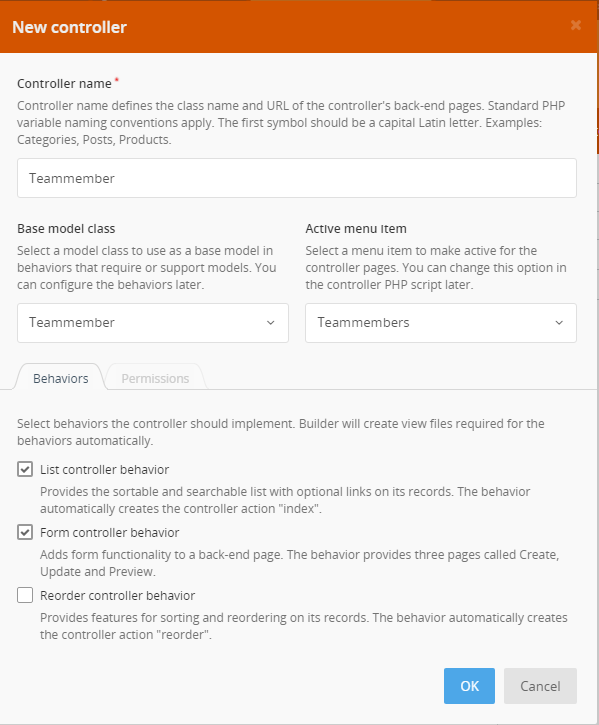 New controller
×
Controller name*
Controller name defines the class name and URL of the controller's back-end pages. Standard PHP
variable naming conventions apply. The first symbol should be a capital Latin letter. Examples:
Categories, Posts, Products.
Teammember
Base model class
Select a model class to use as a base model in
behaviors that require or support models. You
can configure the behaviors later.
Teammember
Active menu item
Select a menu item to make active for the
controller pages. You can change this option in
the controller PHP script later.
Teammembers
Behaviors
Permissions
Select behaviors the controller should implement. Builder will create view files required for the
behaviors automatically.
List controller behavior
Provides the sortable and searchable list with optional links on its records. The behavior
automatically creates the controller action "index".
Form controller behavior
Adds form functionality to a back-end page. The behavior provides three pages called Create,
Update and Preview.
Reorder controller behavior
Provides features for sorting and reordering on its records. The behavior automatically creates
the controller action "reorder".
OK
Cancel